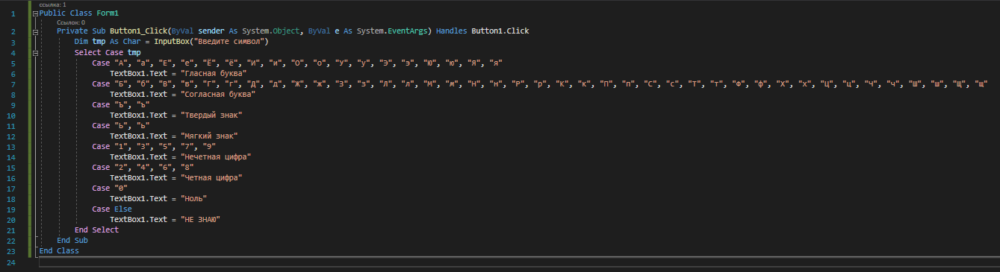 ссылка: 1
1 Public Class Form1
Ссылок: 0
2 Private Sub Button1_Click(ByVal sender As System.Object, ByVal e As System.EventArgs) Handles Button1.Click
3 Dim tmp As Char = InputBox("Введите символ")
4 Select Case tmp
5 Case "А", "а", "Е", "е", "Ё", "ё", "И", "и", "О", "о", "У", "у", "Э", "э", "Ю", "ю", "Я", "я"
6 TextBox1.Text = "Гласная буква"
7 Case "Б", "б", "В", "в", "Г", "г", "Д", "д", "Ж", "ж", "З", "з", "Л", "л", "М", "м", "Н", "н", "Р", "р", "К", "к", "П", "п", "С", "с", "Т", "т", "Ф", "ф", "Х", "х", "Ц", "ц", "Ч", "ч", "Ш", "ш", "Щ", "щ"
8 TextBox1.Text = "Согласная буква"
9 Case "Ъ", "ъ"
10 TextBox1.Text = "Твердый знак"
11 Case "Ь", "ь"
12 TextBox1.Text = "Мягкий знак"
13 Case "1", "3", "5", "7", "9"
14 TextBox1.Text = "Нечетная цифра"
15 Case "2", "4", "6", "8"
16 TextBox1.Text = "Четная цифра"
17 Case "0"
18 TextBox1.Text = "Ноль"
19 Case Else
20 TextBox1.Text = "НЕ ЗНАЮ"
21 End Select
22 End Sub
23 End Class
24